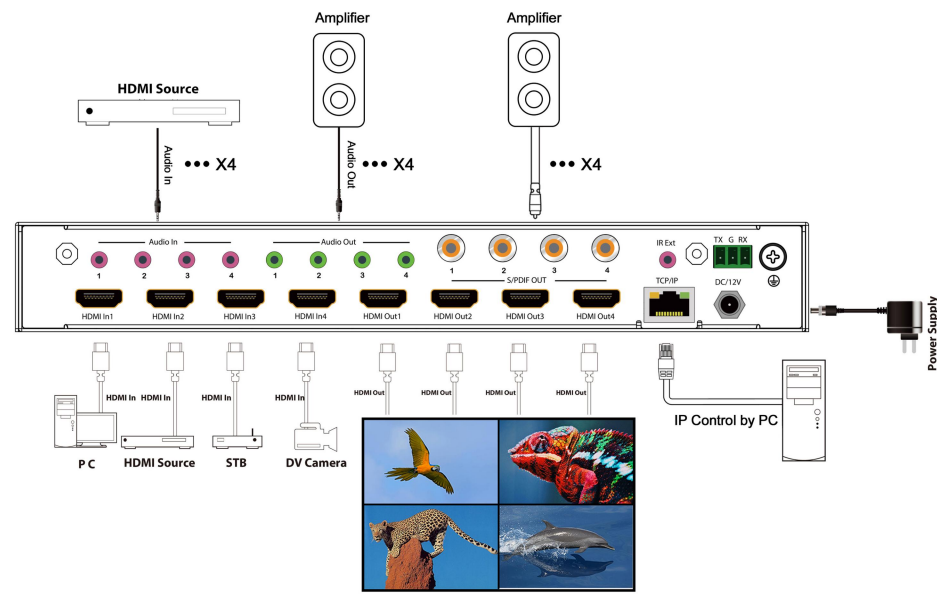 Amplifier
Amplifier
HDMI Source
Audio In
••• X4
Audio Out
••• X4
••• X4
Audio In
Audio Out
IR Ext
TX G RX
1 2 3 4
1 2 3 4
1 2 3 4
S/PDIF OUT
TCP/IP
DC/12V
HDMI In1
HDMI In2
HDMI In3
HDMI In4
HDMI Out1
HDMI Out2
HDMI Out3
HDMI Out4
Power Supply
HDMI In
HDMI In
HDMI In
HDMI In
HDMI Out
HDMI Out
HDMI Out
HDMI Out
IP Control by PC
P C
HDMI Source
STB
DV Camera